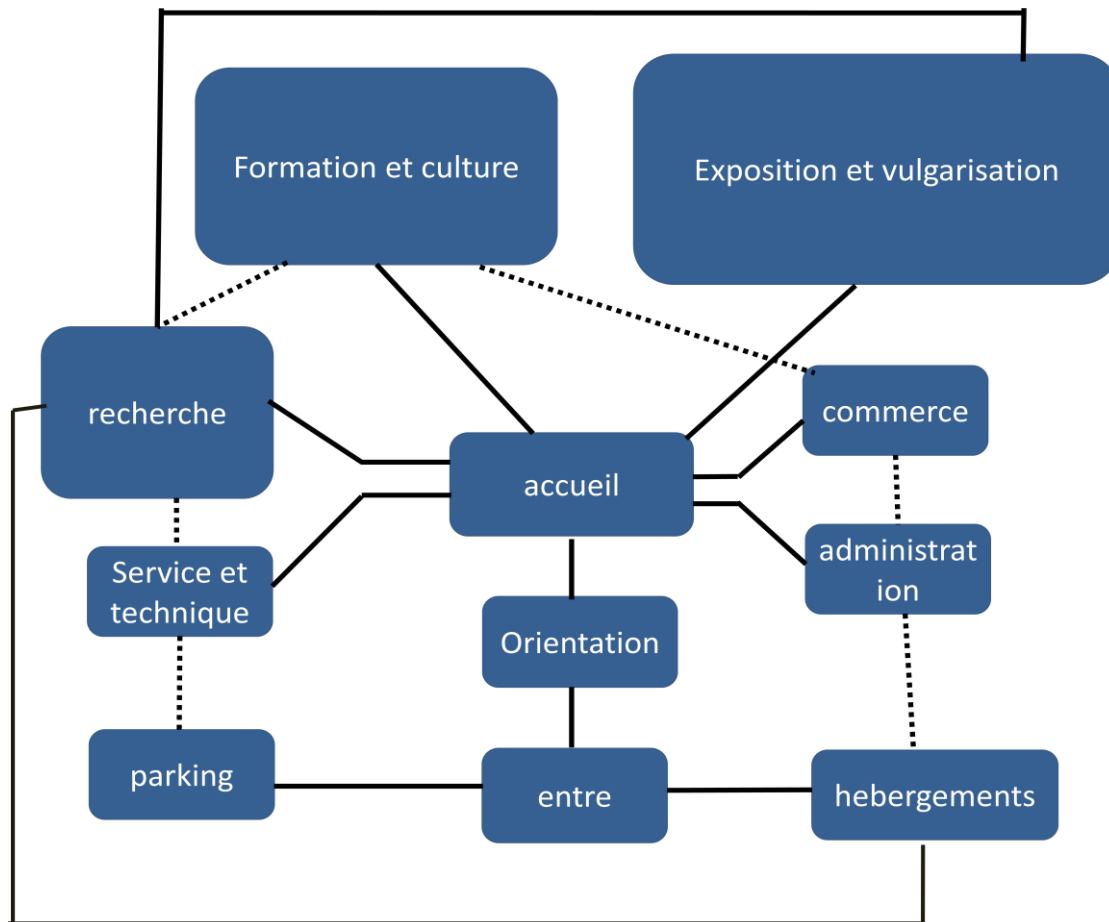 Formation et culture
Exposition et vulgarisation
recherche
commerce
accueil
Service et
technique
administrat
ion
Orientation
parking
entre
hebergements